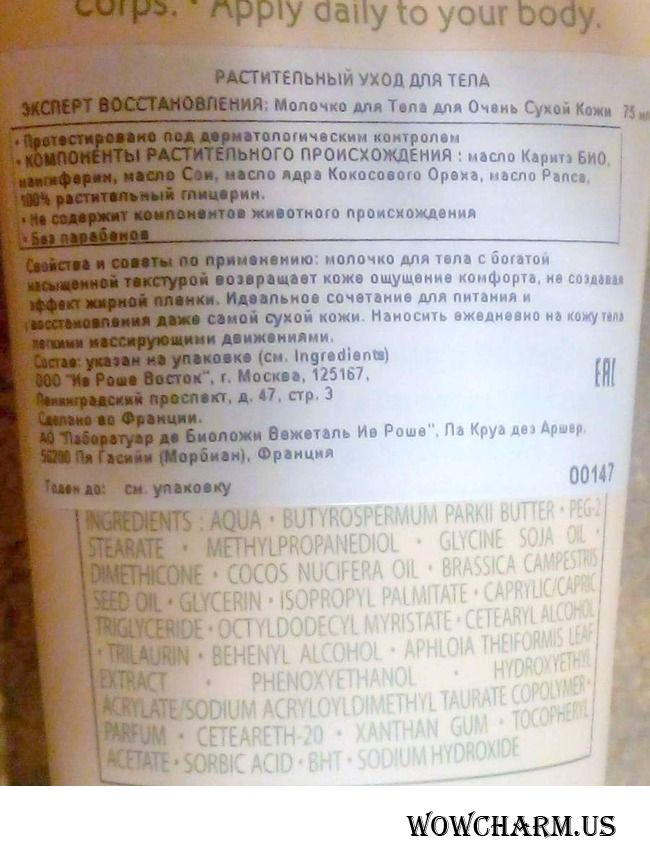 corps. • Apply daily to your body.
РАСТИТЕЛЬНЫЙ УХОД ДЛЯ ТЕЛА
ЭКСПЕРТ ВОССТАНОВЛЕНИЯ: Молочко для Тела для Очень Сухой Кожи 75 мл
• Протестировано под дерматологическим контролем
• КОМПОНЕНТЫ РАСТИТЕЛЬНОГО ПРОИСХОЖДЕНИЯ : масло Каритэ БИО,
мангиферин, масло Сои, масло ядра Кокосового Ореха, масло Рапса,
100% растительный глицерин.
• Не содержит компонентов животного происхождения
• Без парабенов
Свойства и советы по применению: молочко для тела с богатой
насыщенной текстурой возвращает коже ощущение комфорта, не создавая
эффект жирной пленки. Идеальное сочетание для питания и
восстановления даже самой сухой кожи. Наносить ежедневно на кожу тела
легкими массирующими движениями.
Состав: указан на упаковке (см. Ingredients)
ООО "Ив Роше Восток", г. Москва, 125167,
Ленинградский проспект, д. 47, стр. 3
EAC
Сделано во Франции.
АО "Лаборатуар де Биоложи Вежеталь Ив Роше", Ла Круа дез Аршер,
56200 Ля Гасийи (Морбиан), Франция
Годен до: см. упаковку
00147
INGREDIENTS : AQUA • BUTYROSPERMUM PARKII BUTTER • PEG-2
STEARATE • METHYLPROPANEDIOL • GLYCINE SOJA OIL •
DIMETHICONE • COCOS NUCIFERA OIL • BRASSICA CAMPESTRIS
SEED OIL • GLYCERIN • ISOPROPYL PALMITATE • CAPRYLIC/CAPRIC
TRIGLYCERIDE • OCTYLDODECYL MYRISTATE • CETEARYL ALCOHOL
• TRILAURIN • BEHENYL ALCOHOL • APHLOIA THEIFORMIS LEAF
EXTRACT • PHENOXYETHANOL • HYDROXYETHYL
ACRYLATE/SODIUM ACRYLOYLDIMETHYL TAURATE COPOLYMER •
PARFUM • CETEARETH-20 • XANTHAN GUM • TOCOPHERYL
ACETATE • SORBIC ACID • BHT • SODIUM HYDROXIDE
WOWCHARM.US